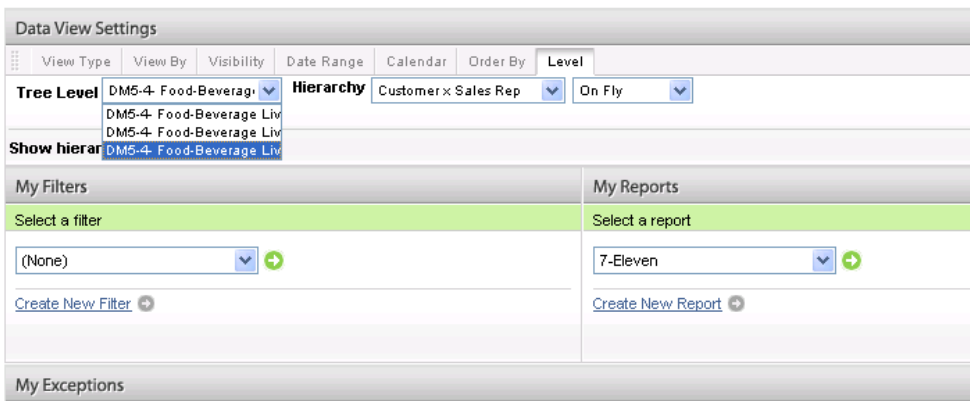 Data View Settings
View Type View By Visibility Date Range Calendar Order By Level
Tree Level DM5-4- Food-Beverag Hierarchy Customer x Sales Rep On Fly
DM5-4- Food-Beverage Liv
DM5-4- Food-Beverage Liv
Show hierar DM5-4- Food-Beverage Liv
My Filters My Reports
Select a filter Select a report
(None) 7-Eleven
Create New Filter Create New Report
My Exceptions